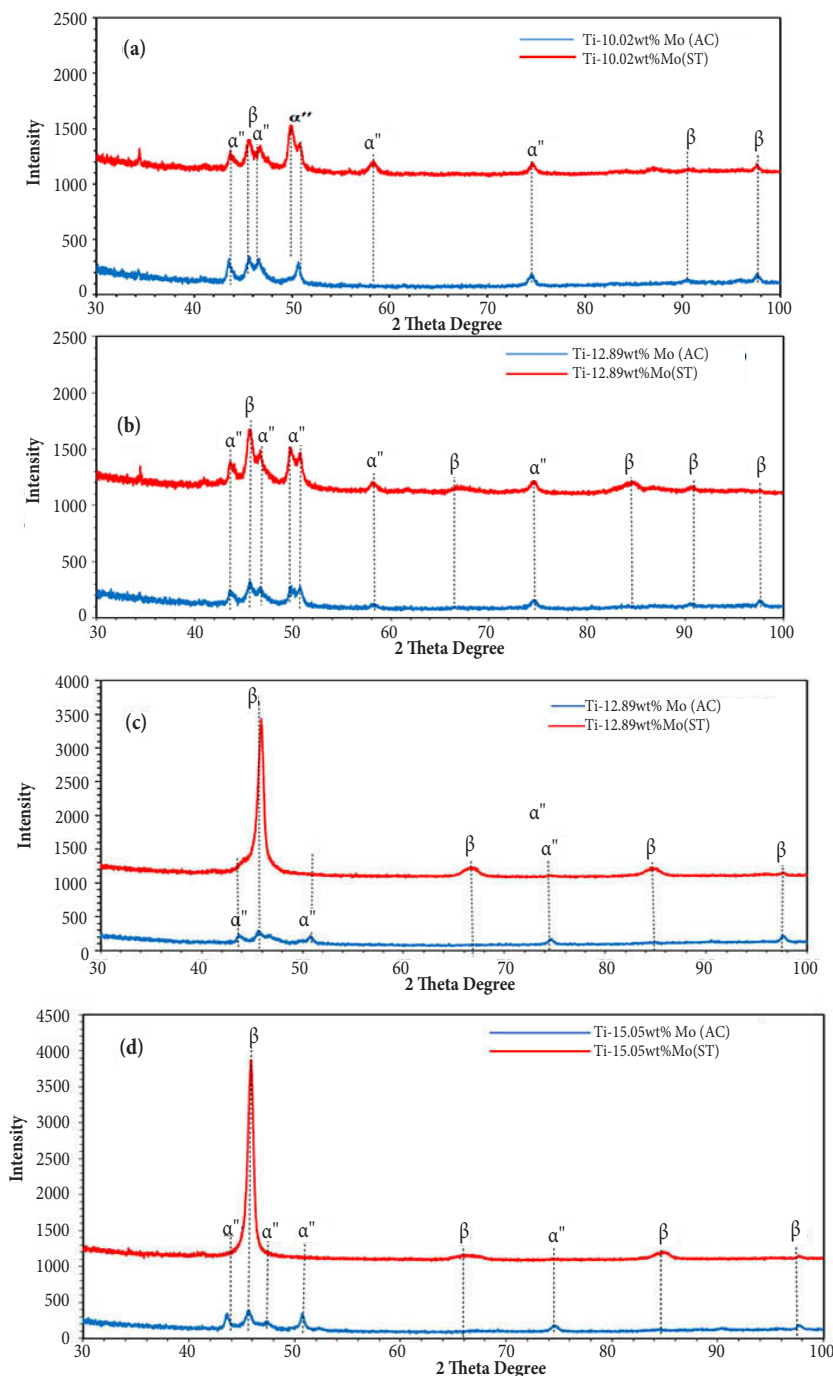 (a)
Ti-10.02wt% Mo (AC)
Ti-10.02wt%Mo(ST)
α" β α" α″ α" α" β β
Intensity
2500
2000
1500
1000
500
0
30 40 50 60 70 80 90 100
2 Theta Degree
(b)
Ti-12.89wt% Mo (AC)
Ti-12.89wt%Mo(ST)
α" β α" α" α" β α" β β β
Intensity
2500
2000
1500
1000
500
0
30 40 50 60 70 80 90 100
2 Theta Degree
(c)
Ti-12.89wt% Mo (AC)
Ti-12.89wt%Mo(ST)
β α" β α" β β
α" α"
Intensity
4000
3500
3000
2500
2000
1500
1000
500
0
30 40 50 60 70 80 90 100
2 Theta Degree
(d)
Ti-15.05wt% Mo (AC)
Ti-15.05wt%Mo(ST)
β
α" α" α" β α" β β
Intensity
4500
4000
3500
3000
2500
2000
1500
1000
500
0
30 40 50 60 70 80 90 100
2 Theta Degree